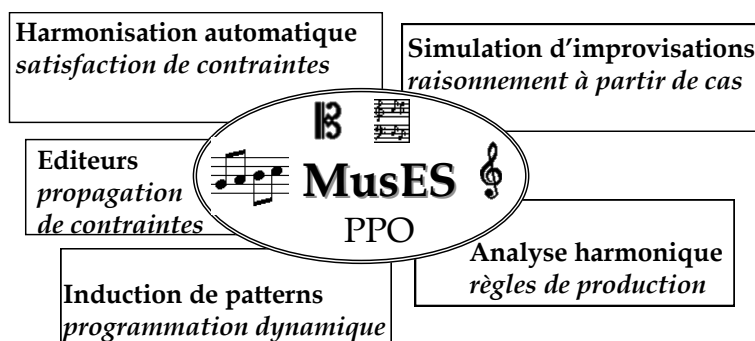 Harmonisation automatique
satisfaction de contraintes
Simulation d'improvisations
raisonnement à partir de cas
Editeurs
propagation
de contraintes
MusES
PPO
Analyse harmonique
règles de production
Induction de patterns
programmation dynamique